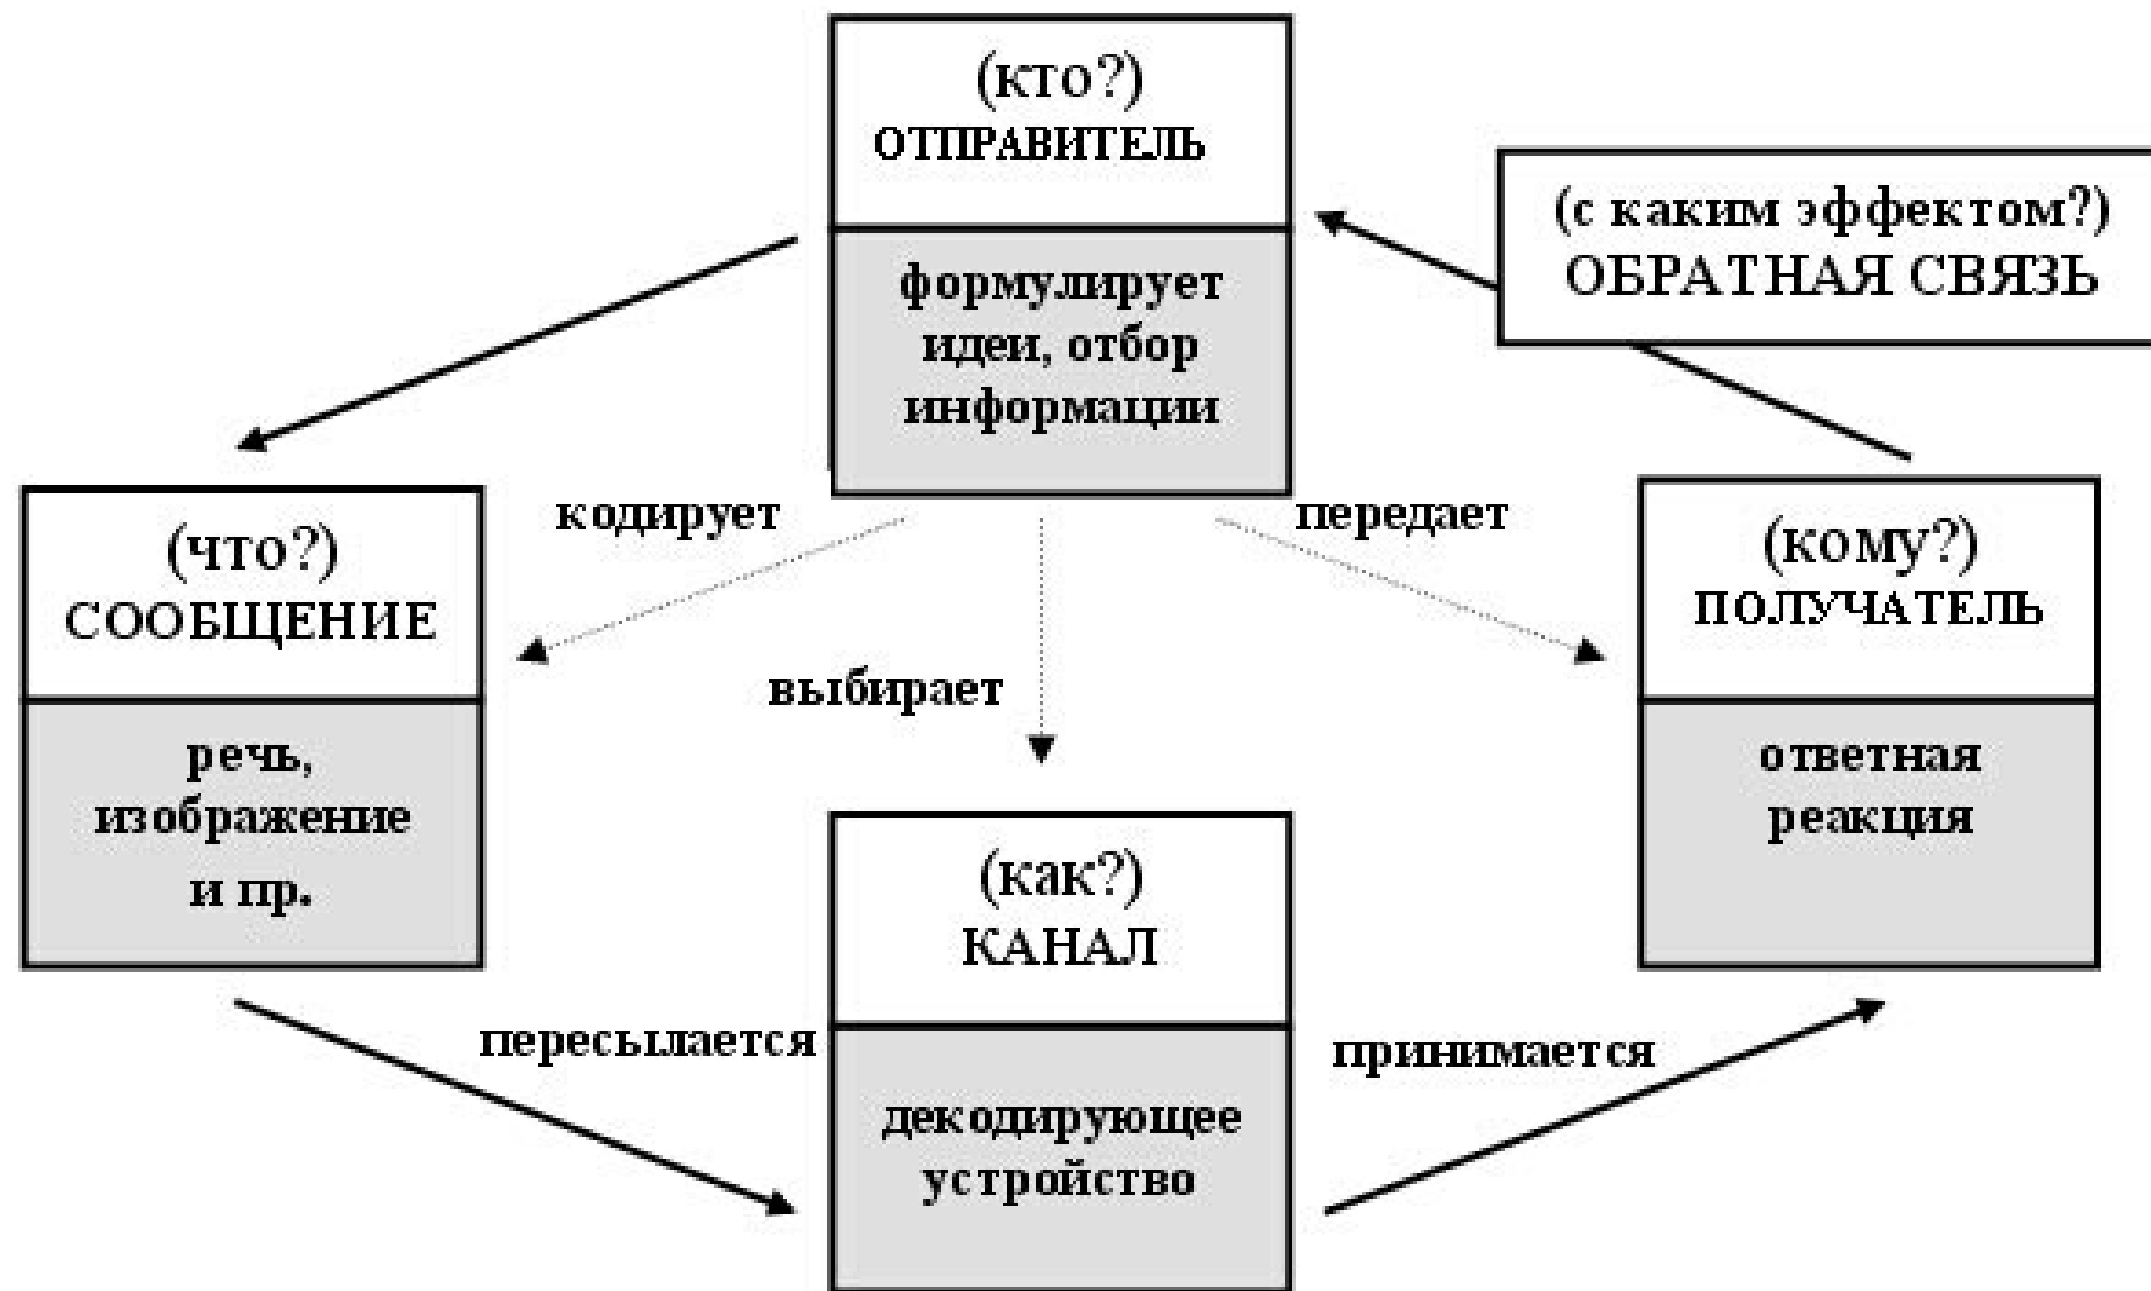 (кто?)
ОТПРАВИТЕЛЬ
формулирует
идеи, отбор
информации
(с каким эффектом?)
ОБРАТНАЯ СВЯЗЬ
кодирует
передает
выбирает
(что?)
СООБЩЕНИЕ
речь,
изображение
и пр.
(кому?)
ПОЛУЧАТЕЛЬ
ответная
реакция
(как?)
КАНАЛ
декодирующее
устройство
пересылается
принимается